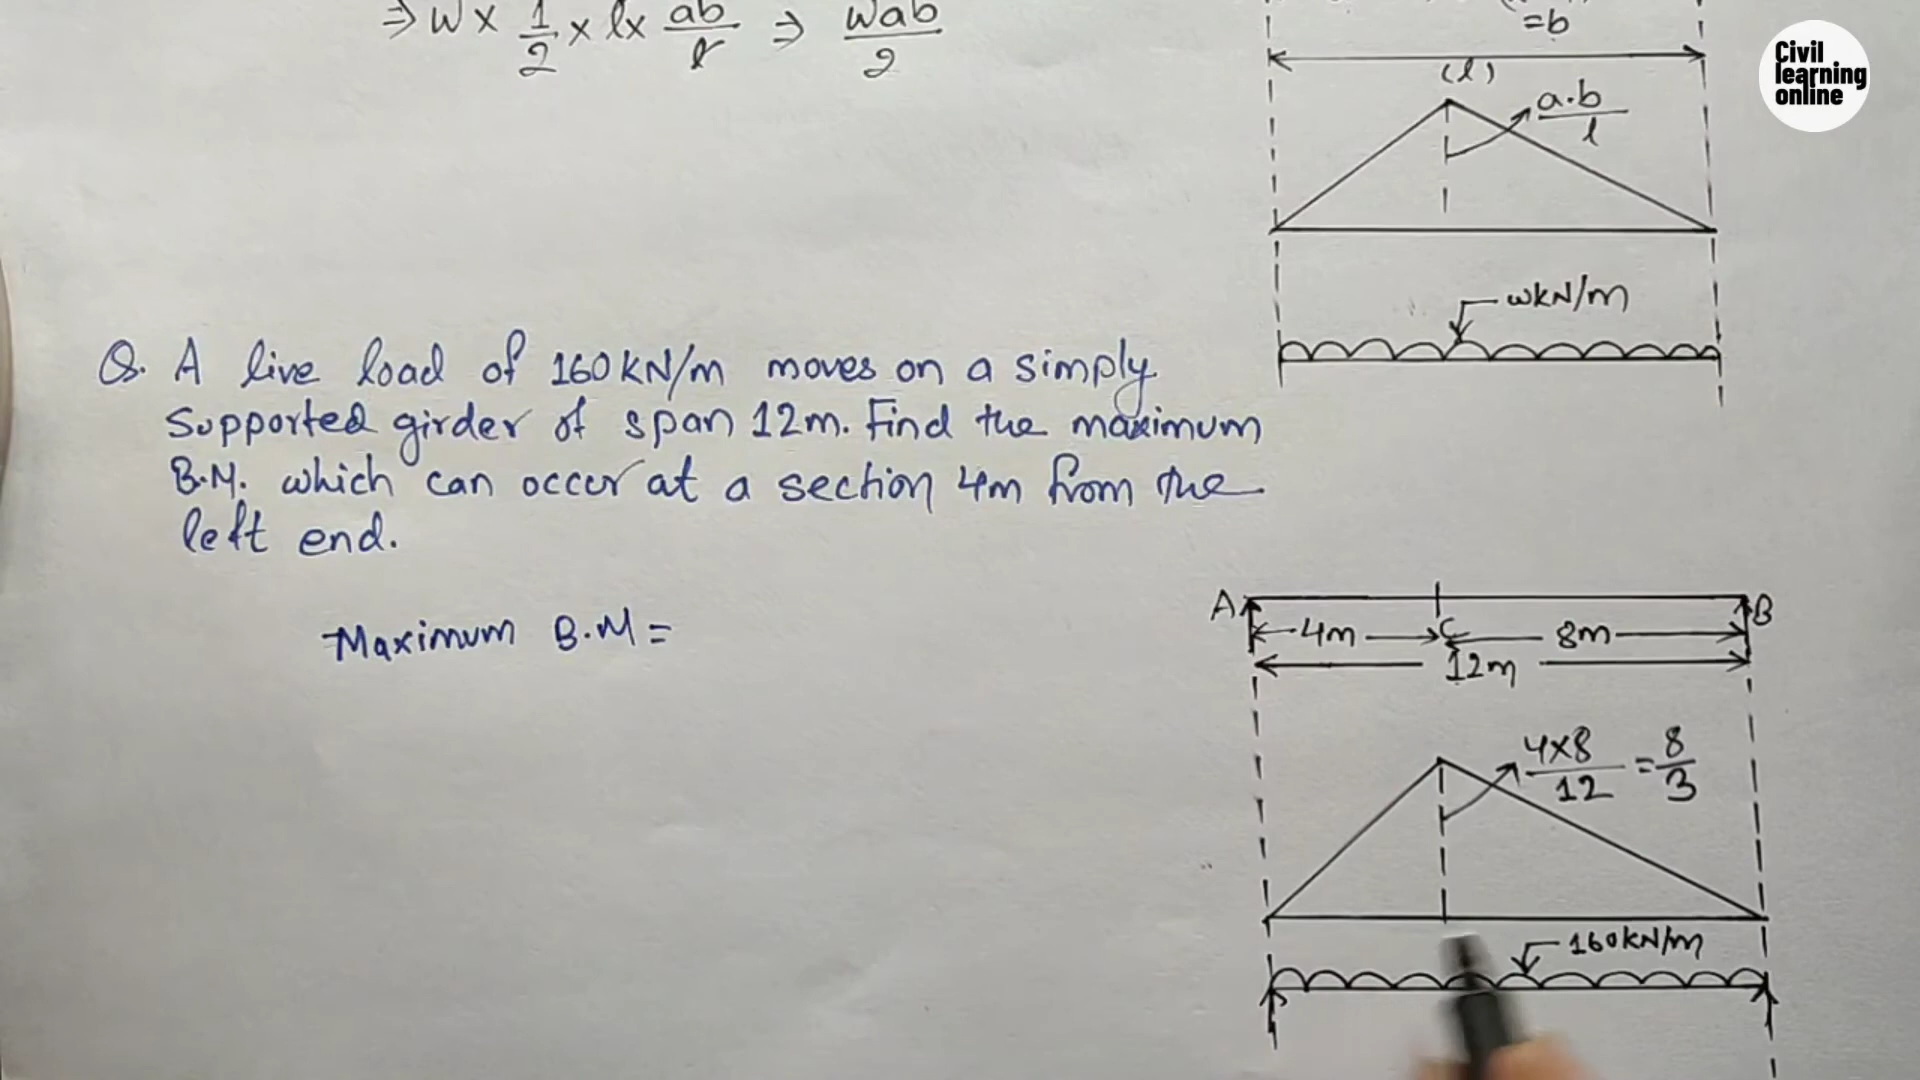 ⇒ W × 1/2 × l × ab/l ⇒ Wab/2
=b
(l)
a.b/l
wkN/m
Civil
learning
online
Q. A live load of 160kN/m moves on a simply
supported girder of span 12m. Find the maximum
B.M. which can occur at a section 4m from the
left end.
Maximum B.M =
A
B
4m
C
8m
12m
4×8/12 = 8/3
160kN/m